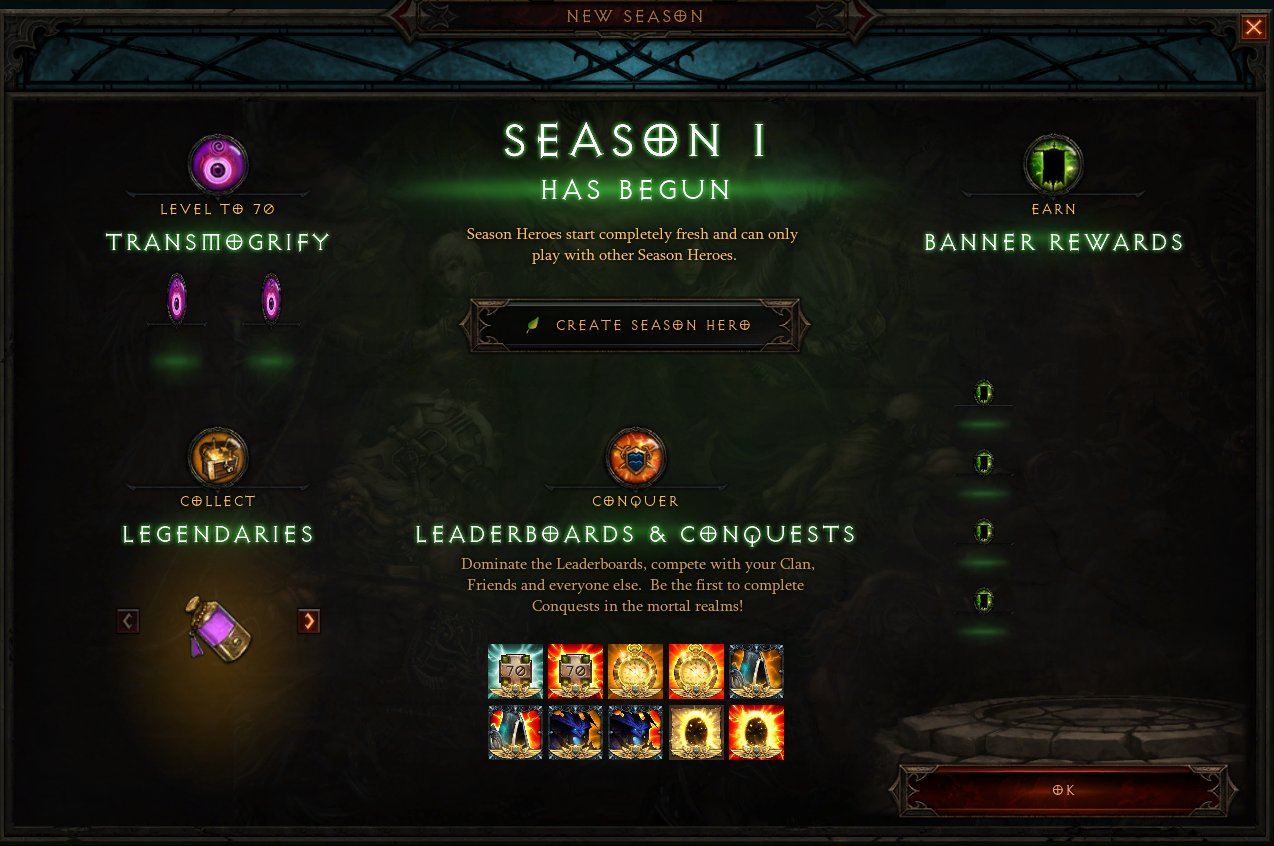 NEW SEASON
SEASON I
HAS BEGUN
Season Heroes start completely fresh and can only
play with other Season Heroes.
CREATE SEASON HERO
LEVEL TO 70
TRANSMOGRIFY
EARN
BANNER REWARDS
COLLECT
LEGENDARIES
CONQUER
LEADERBOARDS & CONQUESTS
Dominate the Leaderboards, compete with your Clan,
Friends and everyone else.  Be the first to complete
Conquests in the mortal realms!
70
70
OK